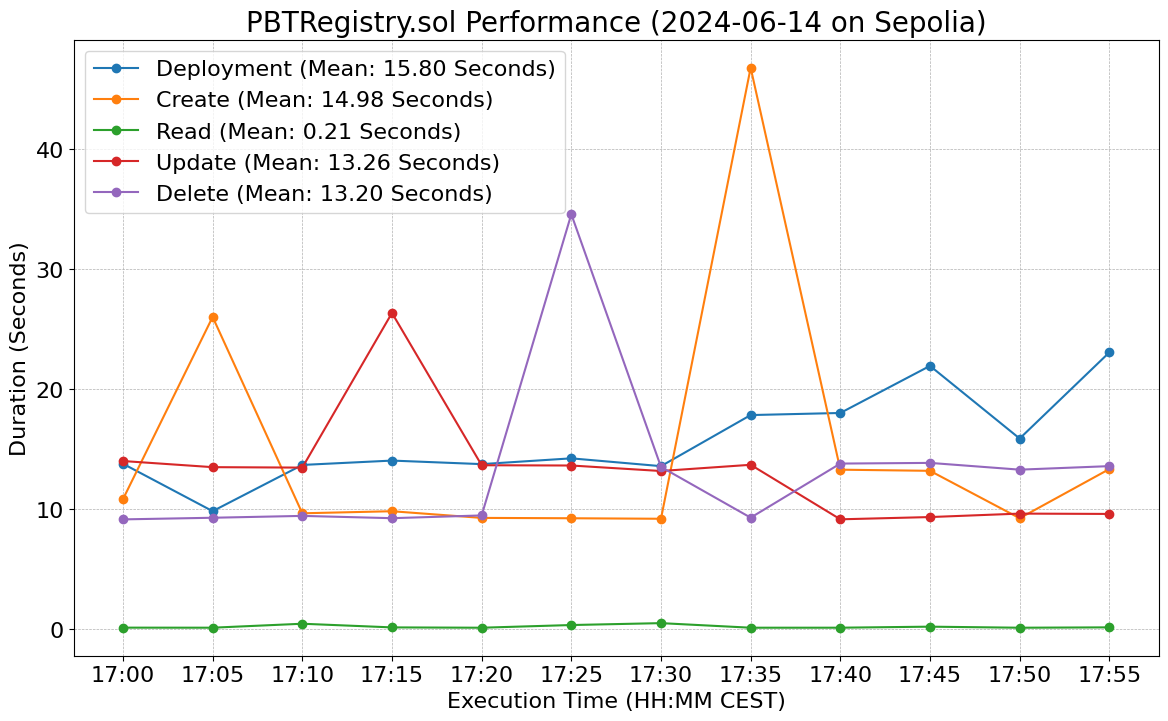 PBTRegistry.sol Performance (2024-06-14 on Sepolia)
Deployment (Mean: 15.80 Seconds)
Create (Mean: 14.98 Seconds)
Read (Mean: 0.21 Seconds)
Update (Mean: 13.26 Seconds)
Delete (Mean: 13.20 Seconds)
Duration (Seconds)
40
30
20
10
0
17:00 17:05 17:10 17:15 17:20 17:25 17:30 17:35 17:40 17:45 17:50 17:55
Execution Time (HH:MM CEST)